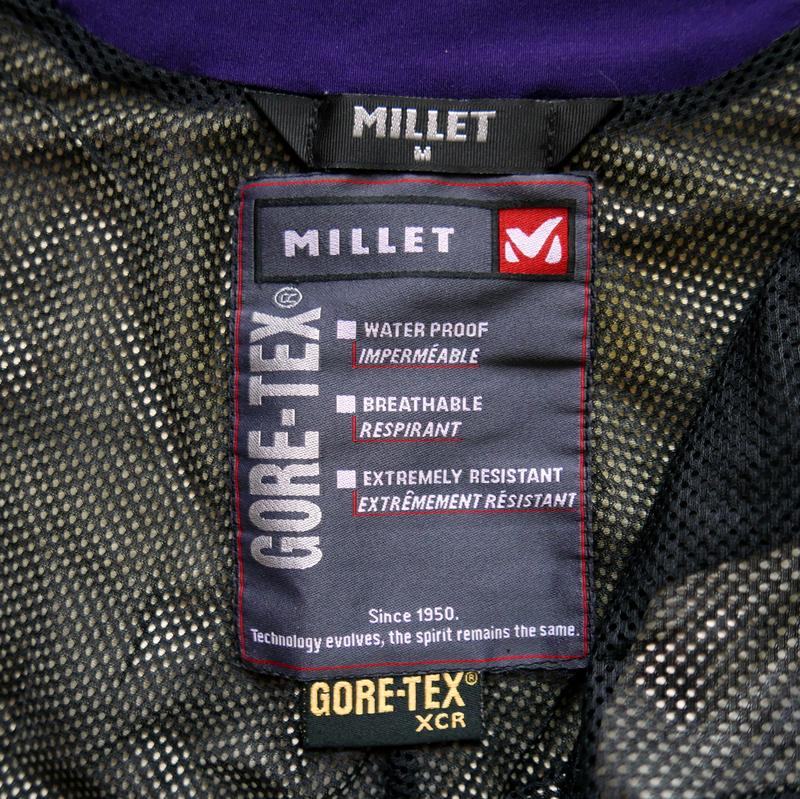 MILLET
M
MILLET
GORE-TEX
WATER PROOF
IMPERMÉABLE
BREATHABLE
RESPIRANT
EXTREMELY RESISTANT
EXTRÊMEMENT RÉSISTANT
Since 1950.
Technology evolves, the spirit remains the same.
GORE-TEX®
XCR